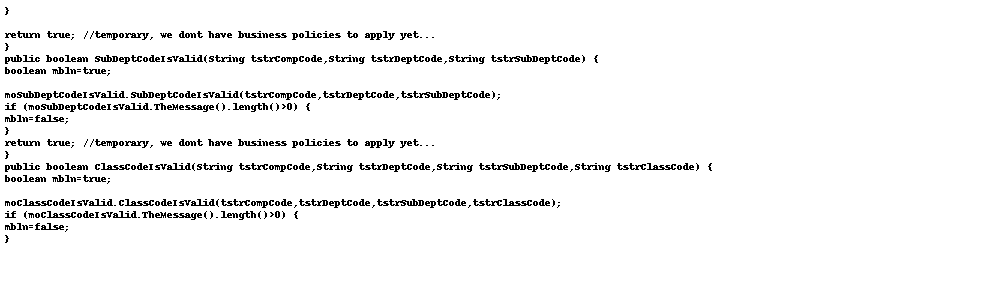 }
return true; //temporary, we dont have business policies to apply yet...
}
public boolean SubDeptCodeIsValid(String tstrCompCode,String tstrDeptCode,String tstrSubDeptCode) {
boolean mbln=true;
moSubDeptCodeIsValid.SubDeptCodeIsValid(tstrCompCode,tstrDeptCode,tstrSubDeptCode);
if (moSubDeptCodeIsValid.TheMessage().length()>0) {
mbln=false;
}
return true; //temporary, we dont have business policies to apply yet...
}
public boolean ClassCodeIsValid(String tstrCompCode,String tstrDeptCode,String tstrSubDeptCode,String tstrClassCode) {
boolean mbln=true;
moClassCodeIsValid.ClassCodeIsValid(tstrCompCode,tstrDeptCode,tstrSubDeptCode,tstrClassCode);
if (moClassCodeIsValid.TheMessage().length()>0) {
mbln=false;
}